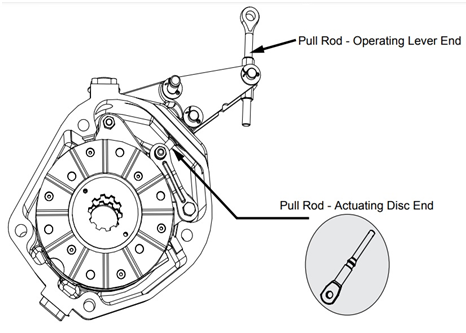 Pull Rod - Operating Lever End
Pull Rod - Actuating Disc End